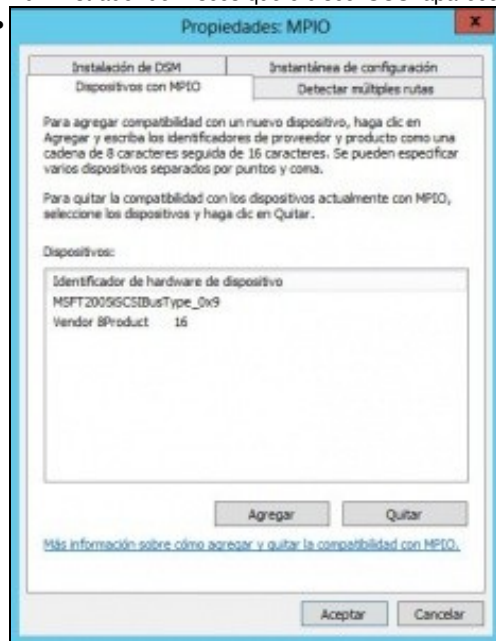 Propiedades: MPIO
Instalación de DSM
Instantánea de configuración
Dispositivos con MPIO
Detectar múltiples rutas
Para agregar compatibilidad con un nuevo dispositivo, haga clic en
Agregar y escriba los identificadores de proveedor y producto como una
cadena de 8 caracteres seguida de 16 caracteres. Se pueden especificar
varios dispositivos separados por puntos y coma.
Para quitar la compatibilidad con los dispositivos actualmente con MPIO,
seleccione los dispositivos y haga clic en Quitar.
Dispositivos:
Identificador de hardware de dispositivo
MSFT2005iSCSIBusType_0x9
Vendor 8Product 16
Agregar
Quitar
Más información sobre cómo agregar y quitar la compatibilidad con MPIO.
Aceptar
Cancelar